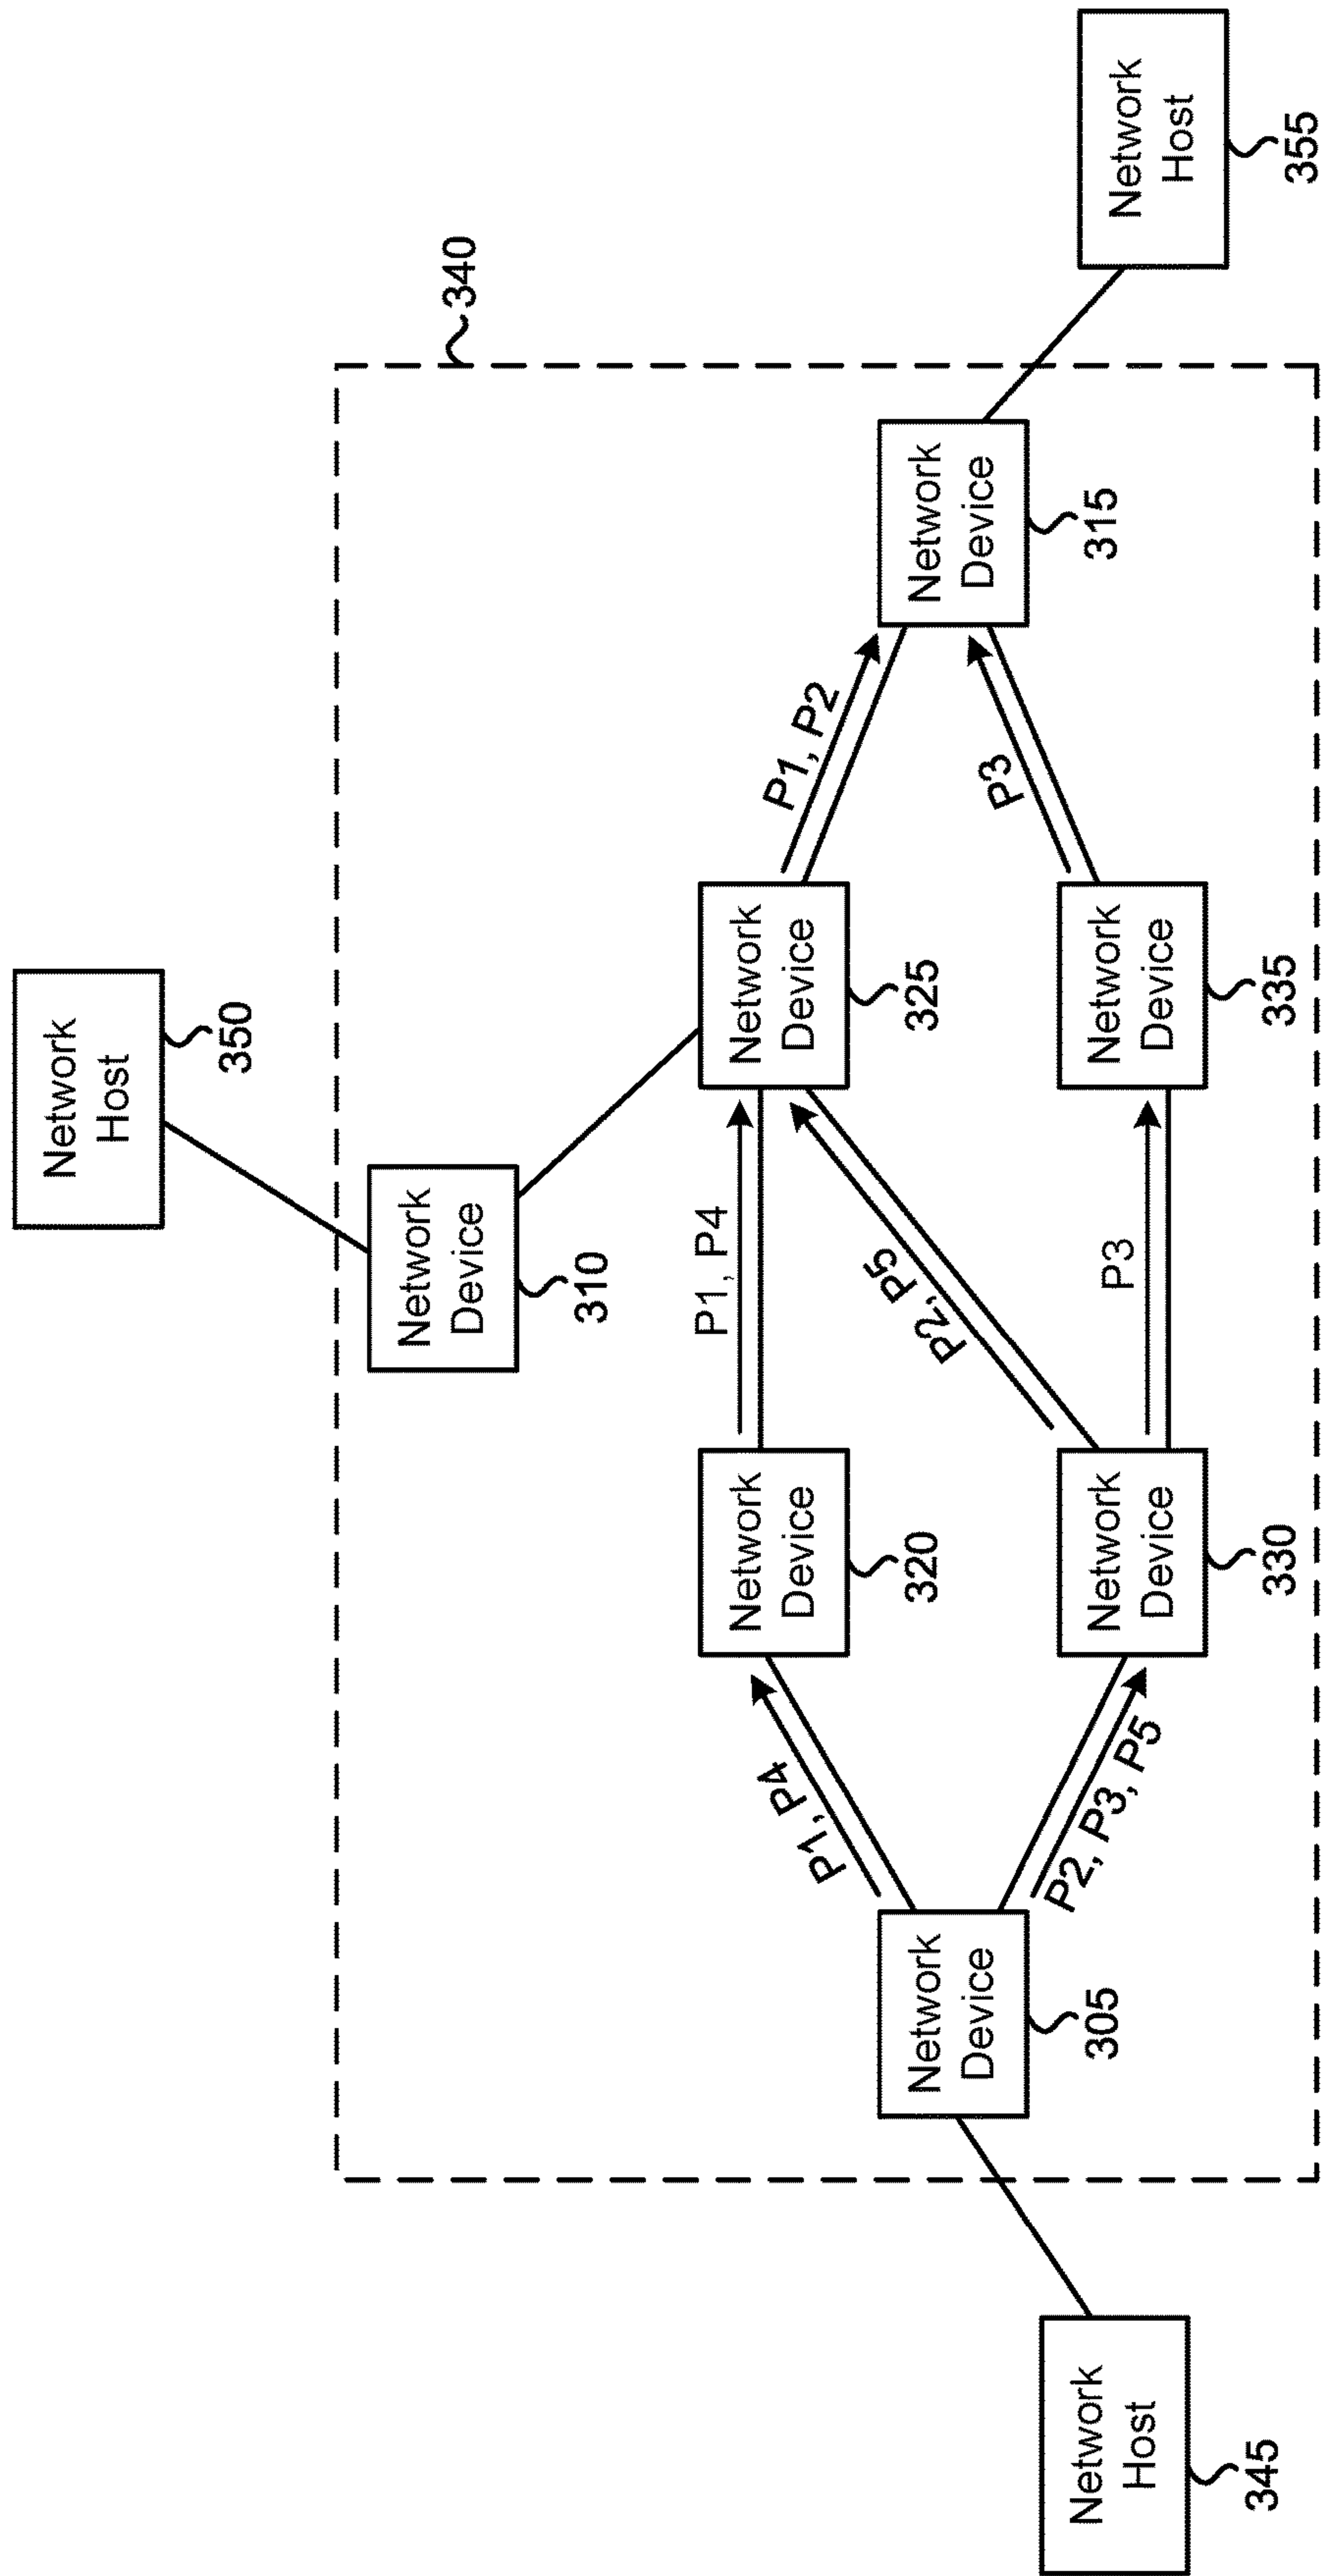 Network
Host
350
340
Network
Device
310
P1, P4
Network
Device
320
P1, P4
Network
Device
325
P1, P2
P2, P5
Network
Device
305
Network
Device
315
P2, P3, P5
Network
Device
330
P3
Network
Device
335
P3
Network
Host
345
Network
Host
355